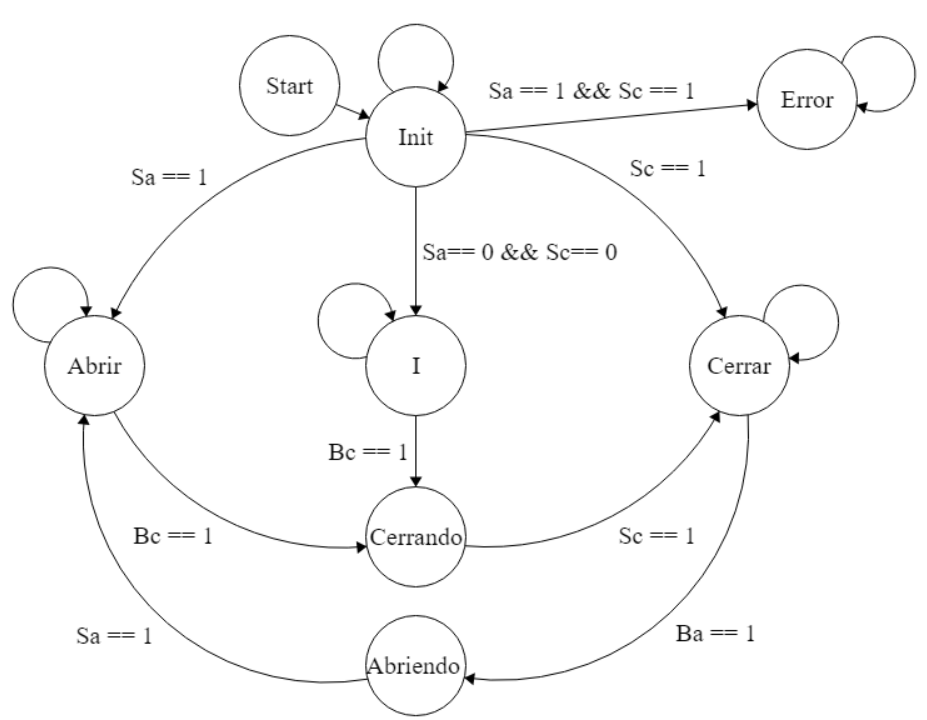 Start
Init
Sa == 1 && Sc == 1
Error
Sa == 1
Sc == 1
Sa== 0 && Sc== 0
Abrir
I
Cerrar
Bc == 1
Cerrando
Bc == 1
Sc == 1
Sa == 1
Abriendo
Ba == 1